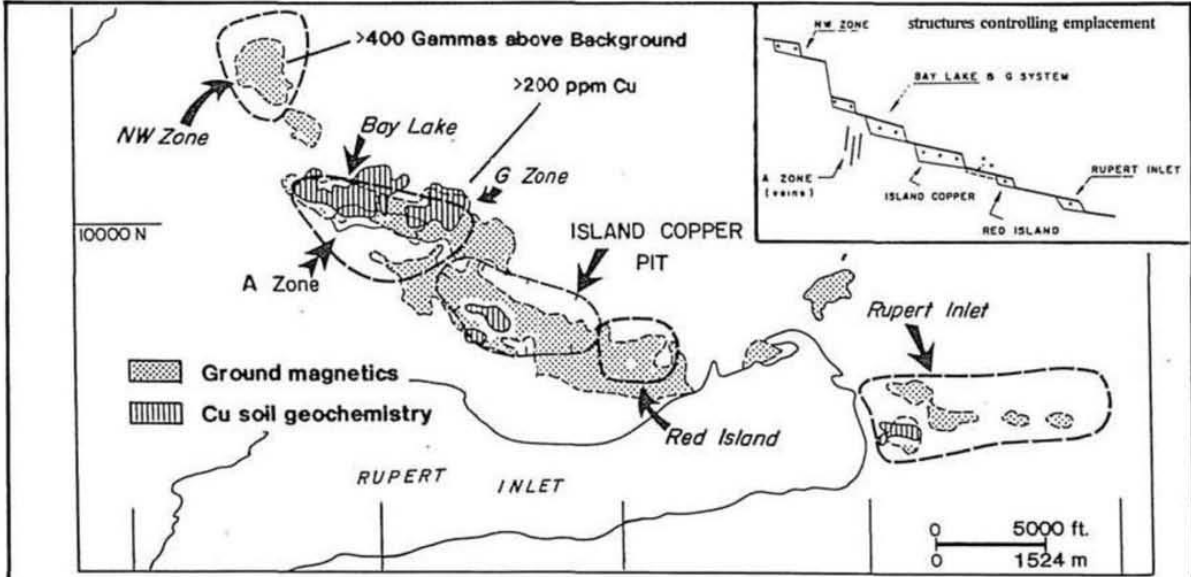 structures controlling emplacement
NW ZONE
BAY LAKE & G SYSTEM
A ZONE
(veins)
ISLAND COPPER
RED ISLAND
RUPERT INLET
>400 Gammas above Background
>200 ppm Cu
NW Zone
Bay Lake
G Zone
10000 N
A Zone
ISLAND COPPER
PIT
Rupert Inlet
Ground magnetics
Cu soil geochemistry
Red Island
RUPERT INLET
0 5000 ft.
0 1524 m